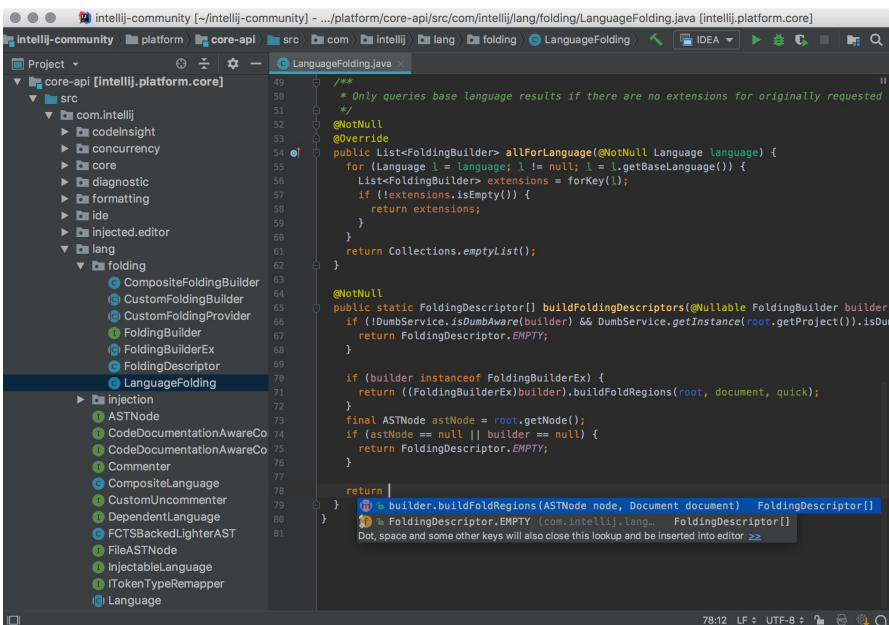 intellij-community [~/intellij-community] - .../platform/core-api/src/com/intellij/lang/folding/LanguageFolding.java [intellij.platform.core]
intellij-community platform core-api src com intellij lang folding LanguageFolding IDEA
Project
LanguageFolding.java
core-api [intellij.platform.core]
src
com.intellij
codeInsight
concurrency
core
diagnostic
formatting
ide
injected.editor
lang
folding
CompositeFoldingBuilder
CustomFoldingBuilder
CustomFoldingProvider
FoldingBuilder
FoldingBuilderEx
FoldingDescriptor
LanguageFolding
injection
ASTNode
CodeDocumentationAwareCo
CodeDocumentationAwareCo
Commenter
CompositeLanguage
CustomUncommenter
DependentLanguage
FCTSBackedLighterAST
FileASTNode
InjectableLanguage
ITokenTypeRemapper
Language
49 /**
50 * Only queries base language results if there are no extensions for originally requested
51 */
52 @NotNull
53 @Override
54 public List<FoldingBuilder> allForLanguage(@NotNull Language language) {
55 for (Language l = language; l != null; l = l.getBaseLanguage()) {
56 List<FoldingBuilder> extensions = forKey(l);
57 if (!extensions.isEmpty()) {
58 return extensions;
59 }
60 }
61 return Collections.emptyList();
62 }
63
64 @NotNull
65 public static FoldingDescriptor[] buildFoldingDescriptors(@Nullable FoldingBuilder builder
66 if (!DumbService.isDumbAware(builder) && DumbService.getInstance(root.getProject()).isDu
67 return FoldingDescriptor.EMPTY;
68 }
69
70 if (builder instanceof FoldingBuilderEx) {
71 return ((FoldingBuilderEx)builder).buildFoldRegions(root, document, quick);
72 }
73 final ASTNode astNode = root.getNode();
74 if (astNode == null || builder == null) {
75 return FoldingDescriptor.EMPTY;
76 }
77
78 return
79 }
80 }
81
builder.buildFoldRegions(ASTNode node, Document document) FoldingDescriptor[]
FoldingDescriptor.EMPTY (com.intellij.lang… FoldingDescriptor[]
Dot, space and some other keys will also close this lookup and be inserted into editor >>
78:12 LF UTF-8